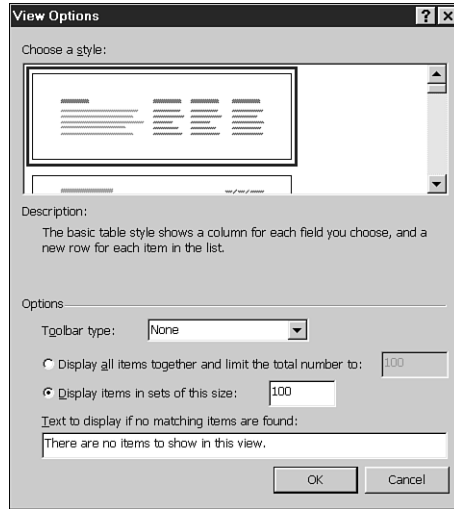 View Options
Choose a style:
Description:
The basic table style shows a column for each field you choose, and a
new row for each item in the list.
Options
Toolbar type: None
Display all items together and limit the total number to: 100
Display items in sets of this size: 100
Text to display if no matching items are found:
There are no items to show in this view.
OK Cancel